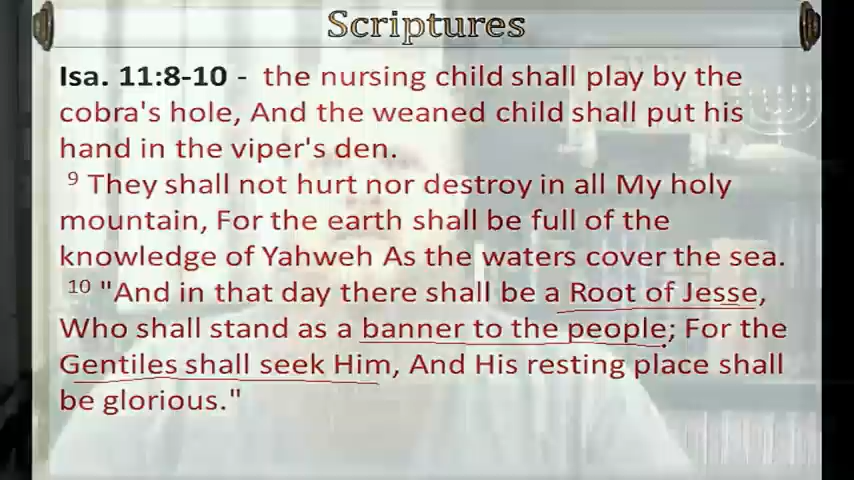 Scriptures
Isa. 11:8-10 - the nursing child shall play by the
cobra's hole, And the weaned child shall put his
hand in the viper's den.
9 They shall not hurt nor destroy in all My holy
mountain, For the earth shall be full of the
knowledge of Yahweh As the waters cover the sea.
10 "And in that day there shall be a Root of Jesse,
Who shall stand as a banner to the people; For the
Gentiles shall seek Him, And His resting place shall
be glorious."